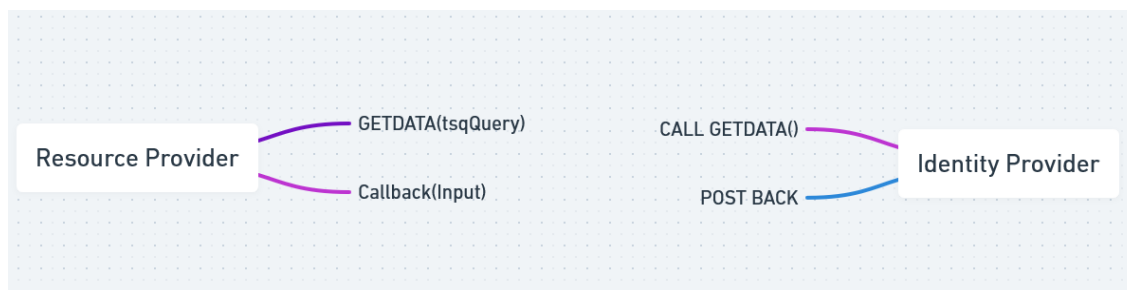 Resource Provider
GETDATA(tsqQuery)
Callback(Input)
CALL GETDATA()
POST BACK
Identity Provider